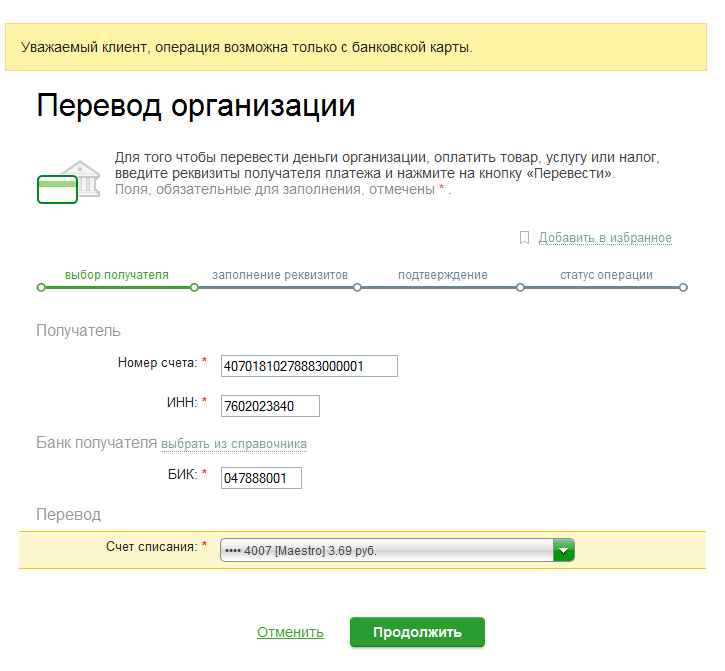 Уважаемый клиент, операция возможна только с банковской карты.
Перевод организации
Для того чтобы перевести деньги организации, оплатить товар, услугу или налог,
введите реквизиты получателя платежа и нажмите на кнопку «Перевести».
Поля, обязательные для заполнения, отмечены * .
Добавить в избранное
выбор получателя заполнение реквизитов подтверждение статус операции
Получатель
Номер счета: * 40701810278883000001
ИНН: * 7602023840
Банк получателя выбрать из справочника
БИК: * 047888001
Перевод
Счет списания: * •••• 4007 [Maestro] 3.69 руб.
Отменить Продолжить